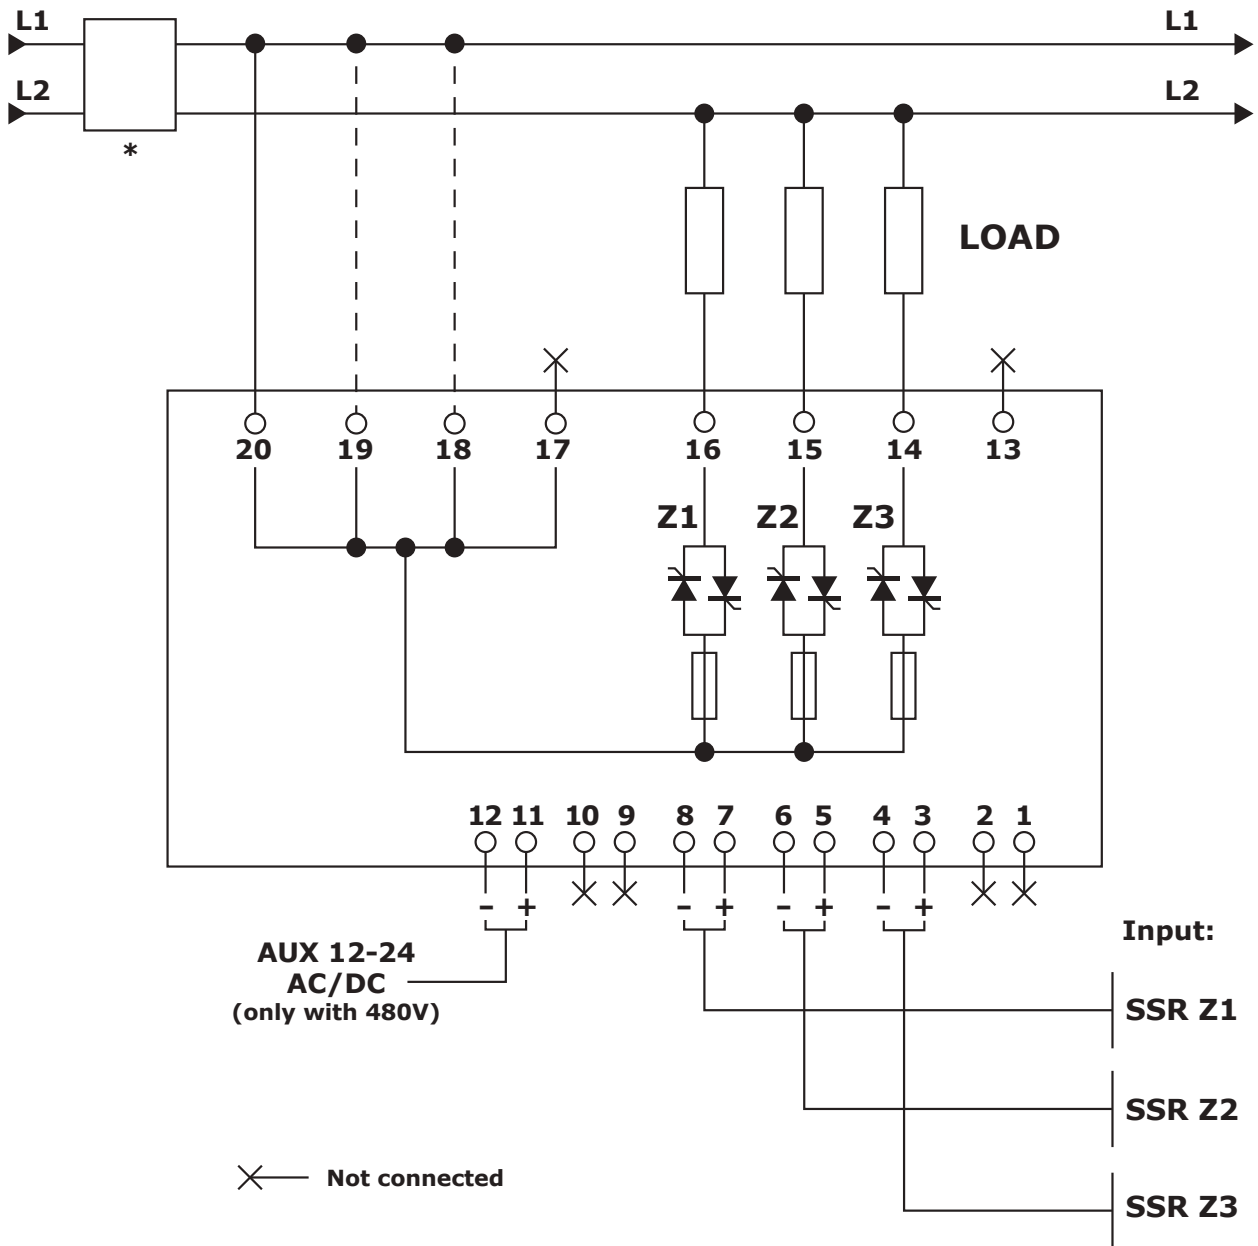 L1
L1
L2
L2
*
LOAD
20 19 18 17 16 15 14 13
Z1 Z2 Z3
12 11 10 9 8 7 6 5 4 3 2 1
- + - + - + - +
Input:
AUX 12-24
AC/DC
(only with 480V)
SSR Z1
SSR Z2
Not connected
SSR Z3